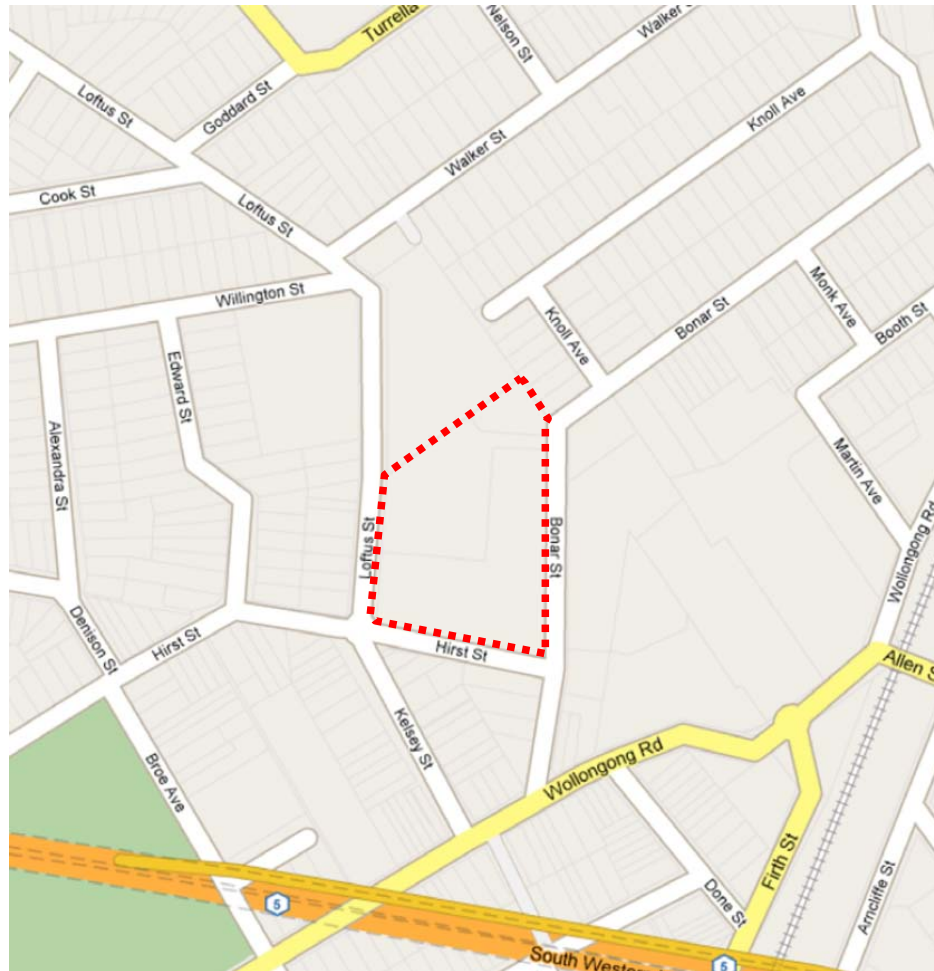 Turrella
Nelson St
Walker S
Loftus St
Goddard St
Knoll Ave
Walker St
Cook St
Loftus St
Monk Ave
Willington St
Knoll Ave
Bonar St
Booth St
Edward St
Alexandra St
Martin Ave
Wollongong Rd
Loftus St
Bonar St
Denison St
Hirst St
Hirst St
Allen S
Kelsey St
Wollongong Rd
Broe Ave
Firth St
Done St
Arncliffe St
5
South Weste
5